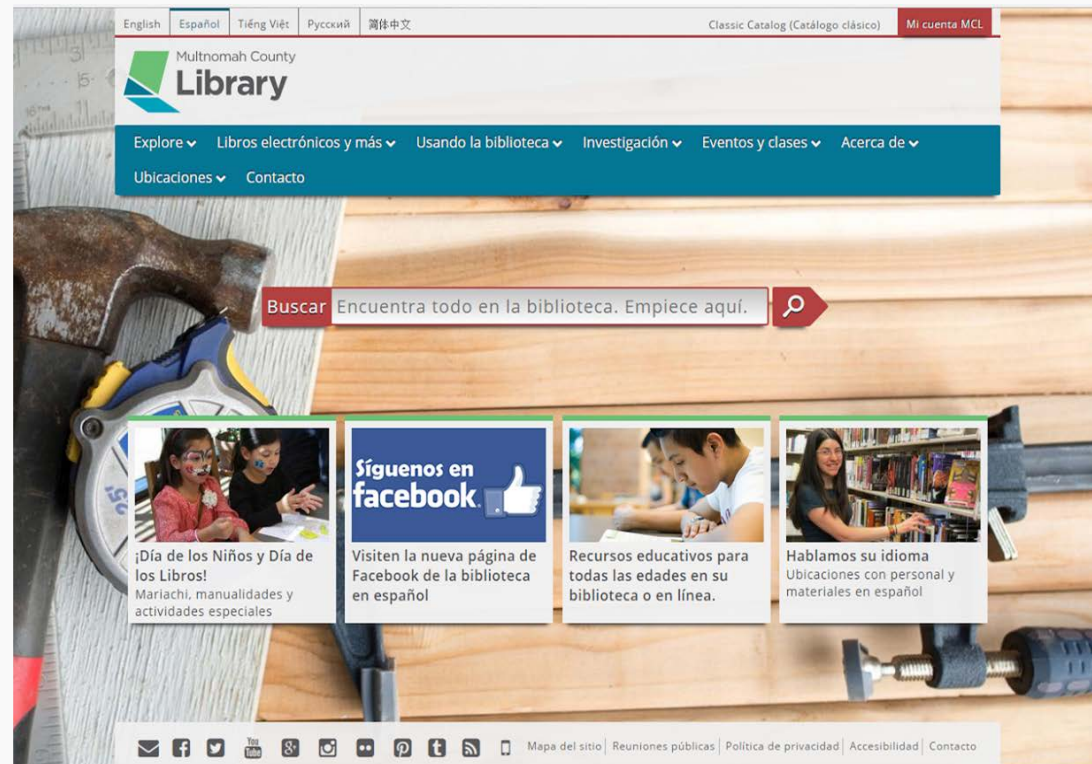 English Español Tiếng Việt Русский 简体中文 Classic Catalog (Catálogo clásico) Mi cuenta MCL
Multnomah County
Library
Explore Libros electrónicos y más Usando la biblioteca Investigación Eventos y clases Acerca de
Ubicaciones Contacto
Buscar Encuentra todo en la biblioteca. Empiece aquí.
Síguenos en
facebook.
¡Día de los Niños y Día de
los Libros!
Mariachi, manualidades y
actividades especiales
Visiten la nueva página de
Facebook de la biblioteca
en español
Recursos educativos para
todas las edades en su
biblioteca o en línea.
Hablamos su idioma
Ubicaciones con personal y
materiales en español
You
Tube
Mapa del sitio Reuniones públicas Política de privacidad Accesibilidad Contacto